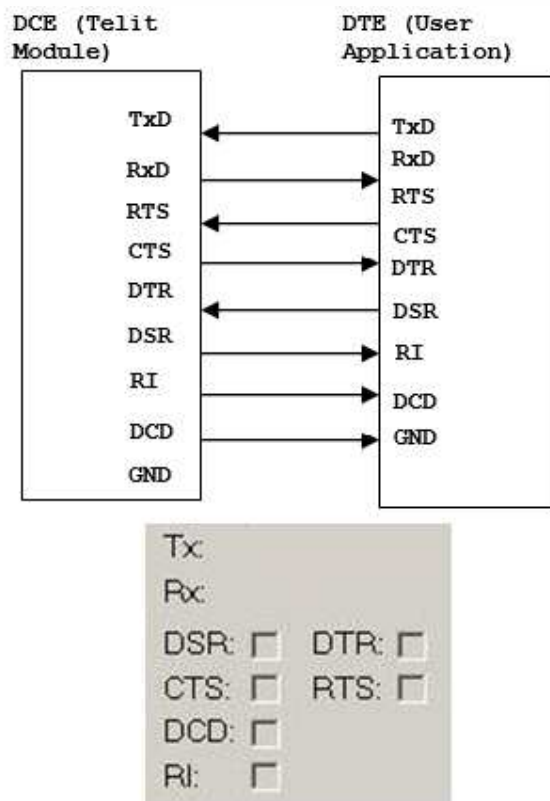 DCE (Telit
Module)
DTE (User
Application)
TxD
RxD
RTS
CTS
DTR
DSR
RI
DCD
GND
TxD
RxD
RTS
CTS
DTR
DSR
RI
DCD
GND
Tx:
Rx:
DSR: DTR:
CTS: RTS:
DCD:
RI: